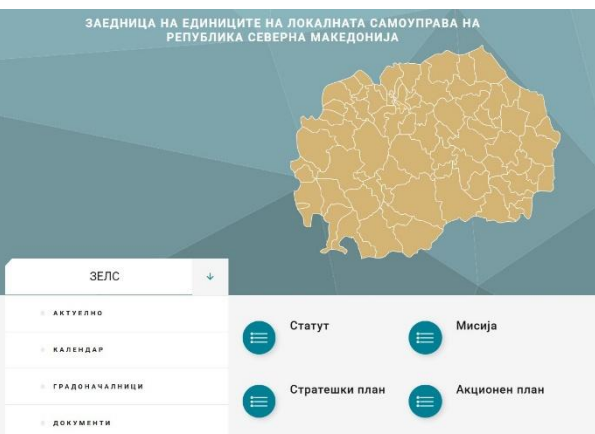 ЗАЕДНИЦА НА ЕДИНИЦИТЕ НА ЛОКАЛНАТА САМОУПРАВА НА
РЕПУБЛИКА СЕВЕРНА МАКЕДОНИЈА
ЗЕЛС
АКТУЕЛНО
КАЛЕНДАР
ГРАДОНАЧАЛНИЦИ
ДОКУМЕНТИ
Статут
Мисија
Стратешки план
Акционен план